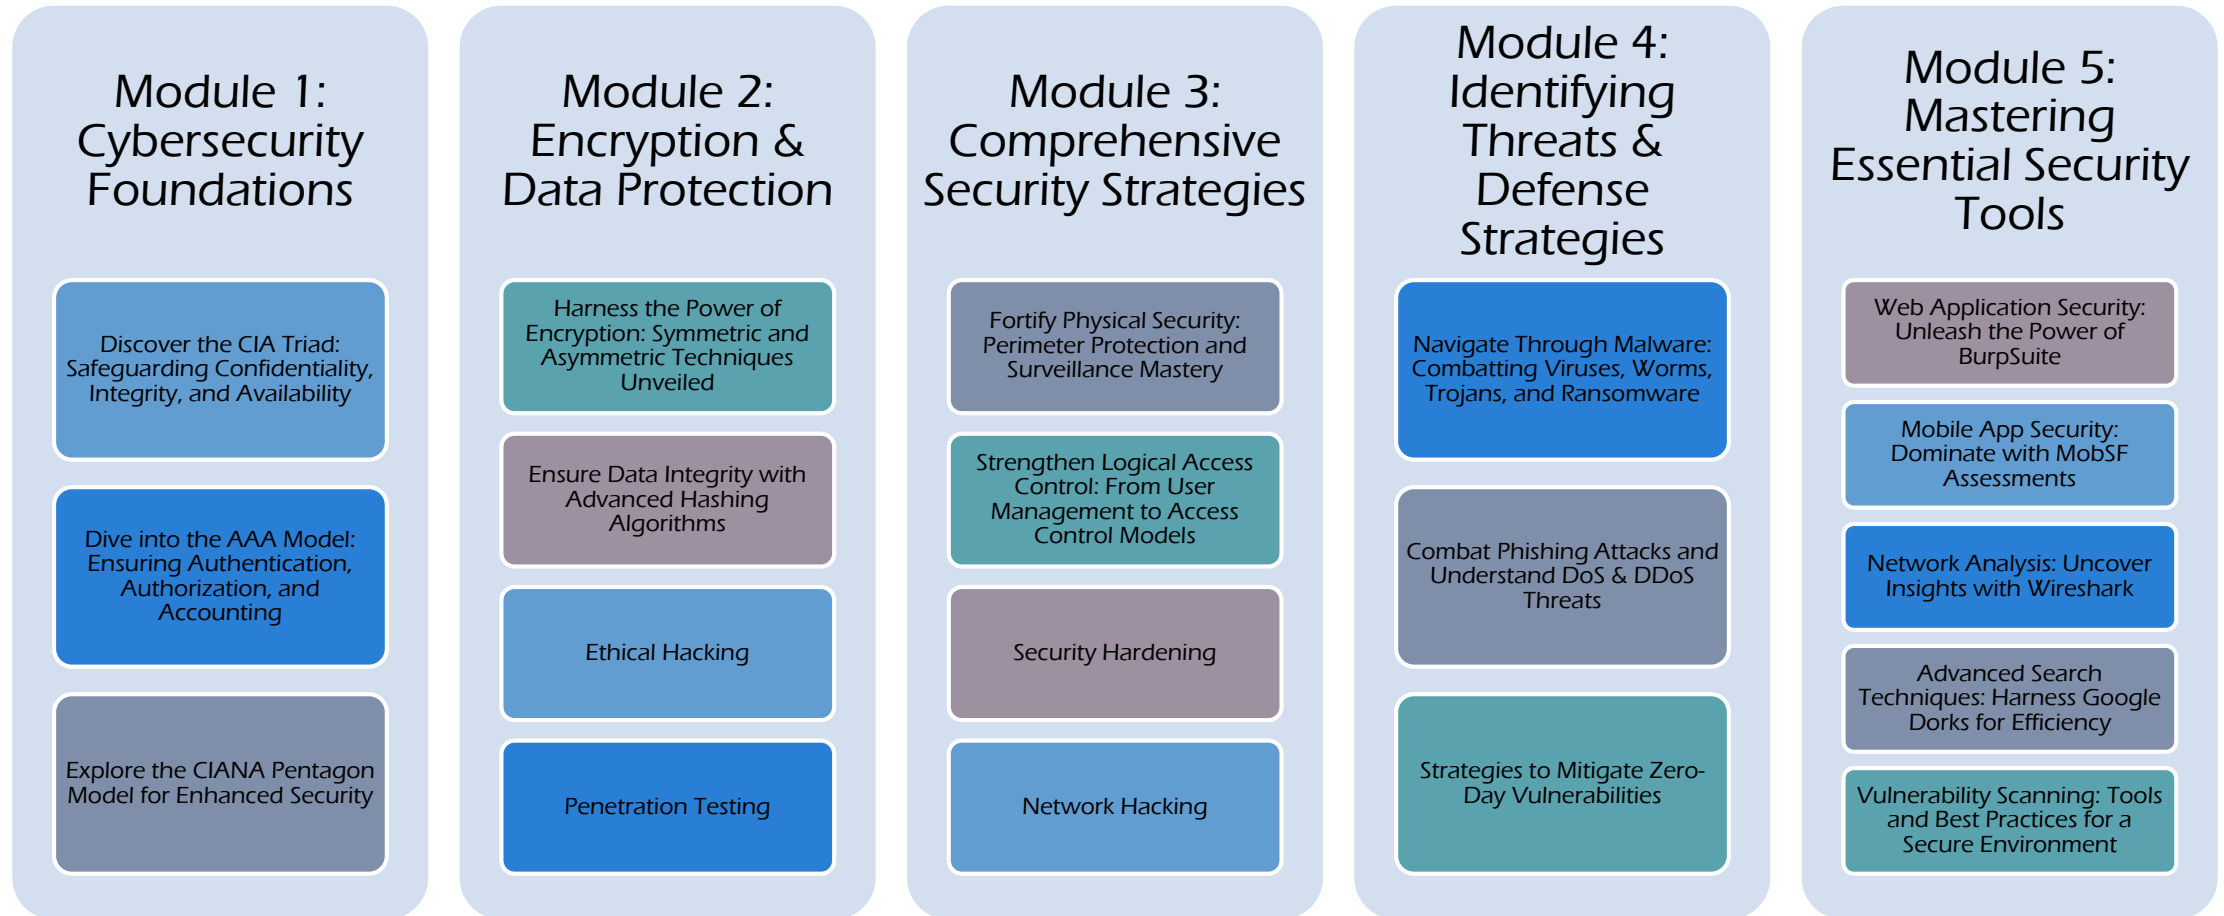 Module 1:
Cybersecurity
Foundations
Discover the CIA Triad:
Safeguarding Confidentiality,
Integrity, and Availability
Dive into the AAA Model:
Ensuring Authentication,
Authorization, and
Accounting
Explore the CIANA Pentagon
Model for Enhanced Security
Module 2:
Encryption &
Data Protection
Harness the Power of
Encryption: Symmetric and
Asymmetric Techniques
Unveiled
Ensure Data Integrity with
Advanced Hashing
Algorithms
Ethical Hacking
Penetration Testing
Module 3:
Comprehensive
Security Strategies
Fortify Physical Security:
Perimeter Protection and
Surveillance Mastery
Strengthen Logical Access
Control: From User
Management to Access
Control Models
Security Hardening
Network Hacking
Module 4:
Identifying
Threats &
Defense
Strategies
Navigate Through Malware:
Combatting Viruses, Worms,
Trojans, and Ransomware
Combat Phishing Attacks and
Understand DoS & DDoS
Threats
Strategies to Mitigate Zero-
Day Vulnerabilities
Module 5:
Mastering
Essential Security
Tools
Web Application Security:
Unleash the Power of
BurpSuite
Mobile App Security:
Dominate with MobSF
Assessments
Network Analysis: Uncover
Insights with Wireshark
Advanced Search
Techniques: Harness Google
Dorks for Efficiency
Vulnerability Scanning: Tools
and Best Practices for a
Secure Environment